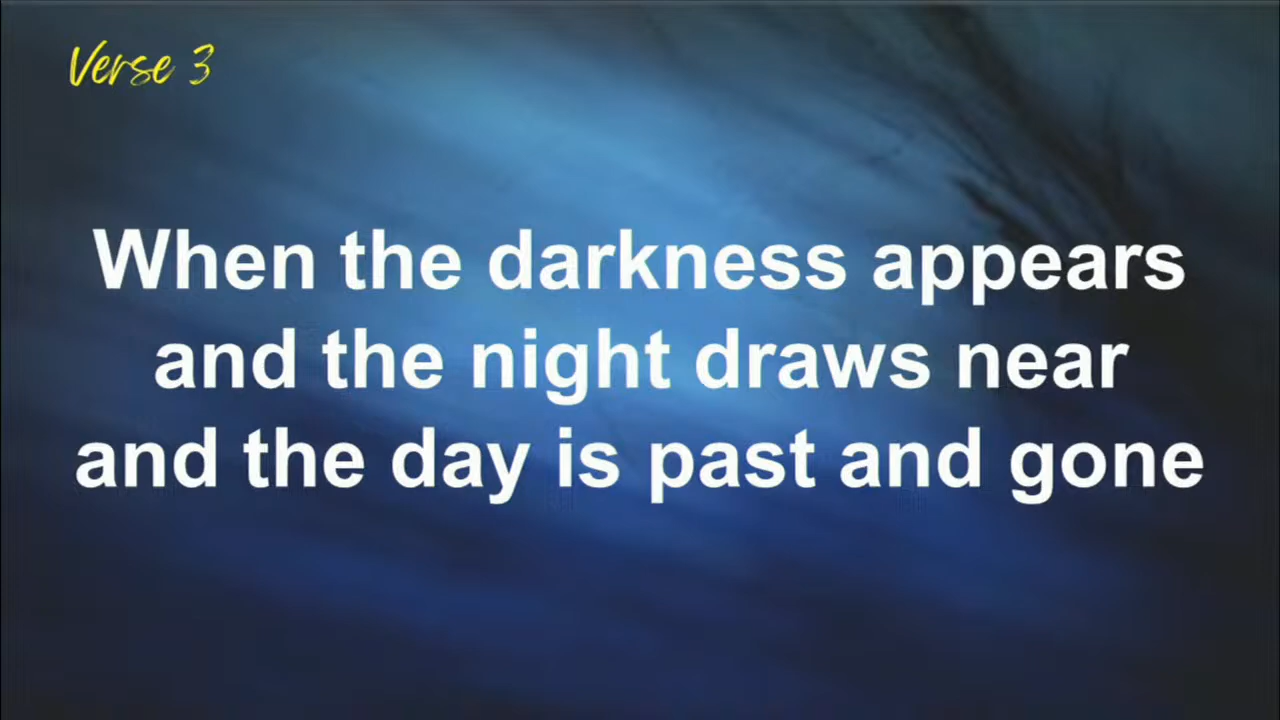 Verse 3
When the darkness appears
and the night draws near
and the day is past and gone